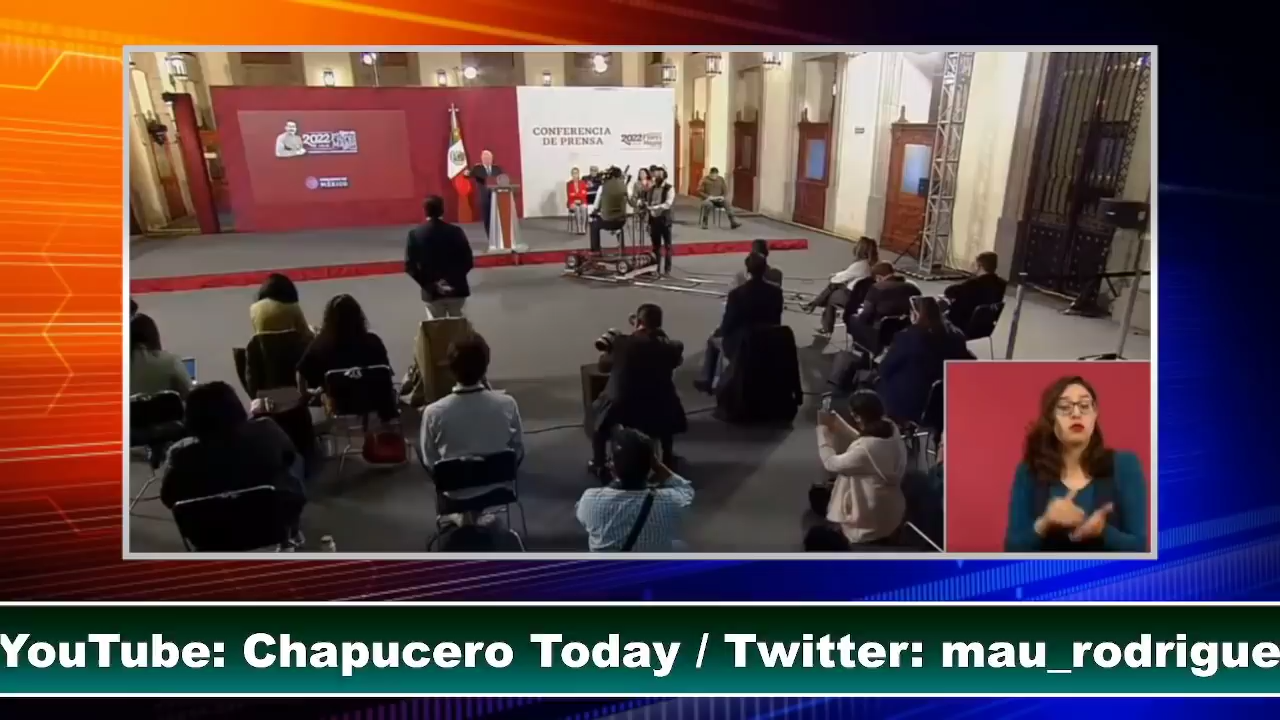 2022
CONFERENCIA
DE PRENSA
2022
MÉXICO
YouTube: Chapucero Today / Twitter: mau_rodrigue